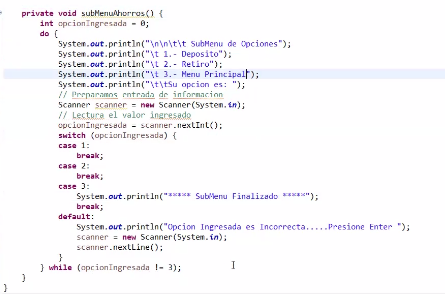 private void subMenuAhorros() {
int opcionIngresada = 0;
do {
System.out.println("\n\n\t\t SubMenu de Opciones");
System.out.println("\t 1.- Deposito");
System.out.println("\t 2.- Retiro");
System.out.println("\t 3.- Menu Principal");
System.out.println("\t\tSu opcion es: ");
// Preparamos entrada de informacion
Scanner scanner = new Scanner(System.in);
// Lectura el valor ingresado
opcionIngresada = scanner.nextInt();
switch (opcionIngresada) {
case 1:
break;
case 2:
break;
case 3:
System.out.println("***** SubMenu Finalizado *****");
break;
default:
System.out.println("Opcion Ingresada es Incorrecta.....Presione Enter ");
scanner = new Scanner(System.in);
scanner.nextLine();
}
} while (opcionIngresada != 3);
}
}